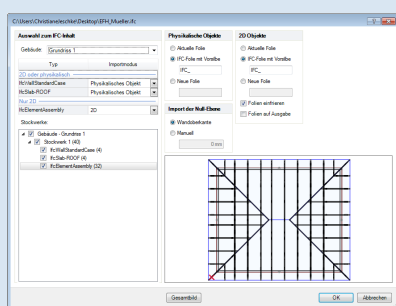 C:\Users\Christianeleschke\Desktop\EFH_Mueller.ifc
Auswahl zum IFC-Inhalt
Gebäude: Grundriss 1
Typ Importmodus
2D oder physikalisch
IfcWallStandardCase Physikalisches Objekt
IfcSlab-ROOF Physikalisches Objekt
Nur 2D
IfcElementAssembly 2D
Stockwerke:
Gebäude - Grundriss 1
Stockwerk 1 (40)
IfcWallStandardCase (4)
IfcSlab-ROOF (4)
IfcElementAssembly (32)
Physikalische Objekte
Aktuelle Folie
IFC-Folie mit Vorsilbe
IFC_
Neue Folie
Import der Null-Ebene
Wandoberkante
Manuell:
0 mm
2D Objekte
Aktuelle Folie
IFC-Folie mit Vorsilbe
IFC_
Neue Folie
Folien einfrieren
Folien auf Ausgabe
Gesamtbild
OK
Abbrechen